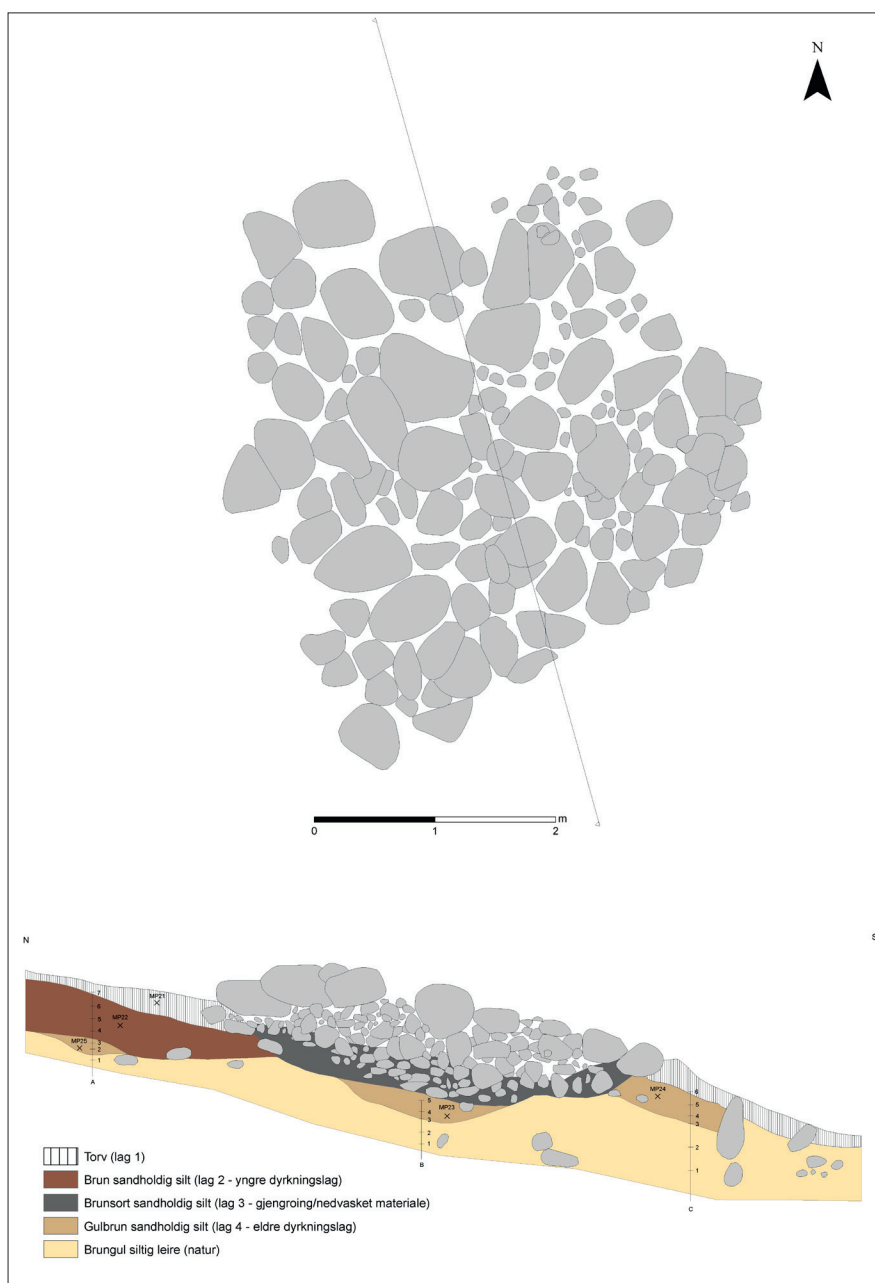 N
m
0 1 2
N S
MP21
MP22
MP25
7
6
5
4
3
2
1
A
MP23
5
4
3
2
1
B
MP24
6
5
4
3
2
1
C
Torv (lag 1)
Brun sandholdig silt (lag 2 - yngre dyrkningslag)
Brunsort sandholdig silt (lag 3 - gjengroing/nedvasket materiale)
Gulbrun sandholdig silt (lag 4 - eldre dyrkningslag)
Brungul siltig leire (natur)